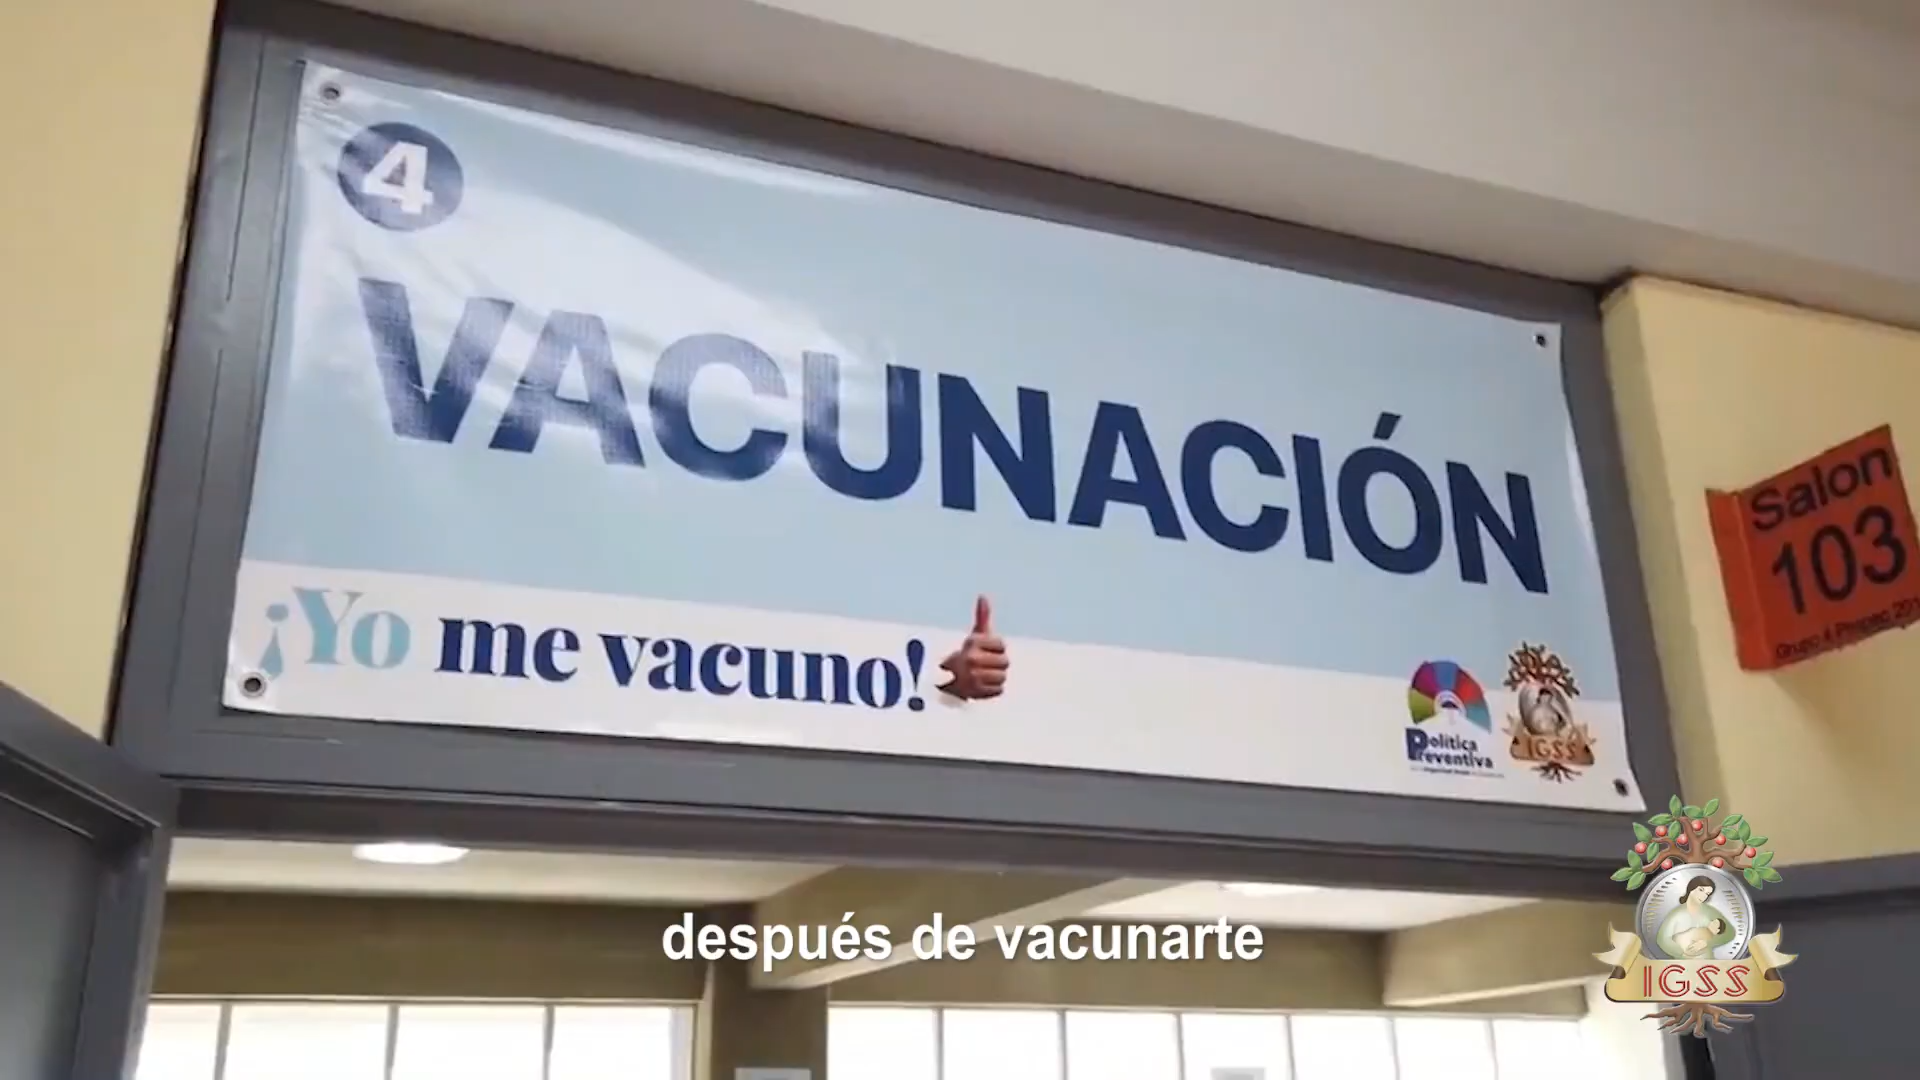 4
VACUNACIÓN
¡Yo me vacuno!
Política
Preventiva
IGSS
Salon
103
después de vacunarte
IGSS